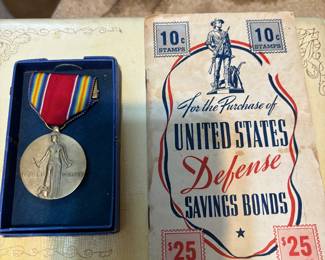 10¢
STAMPS
10¢
STAMPS
For the Purchase of
UNITED STATES
Defense
SAVINGS BONDS
$25
$25